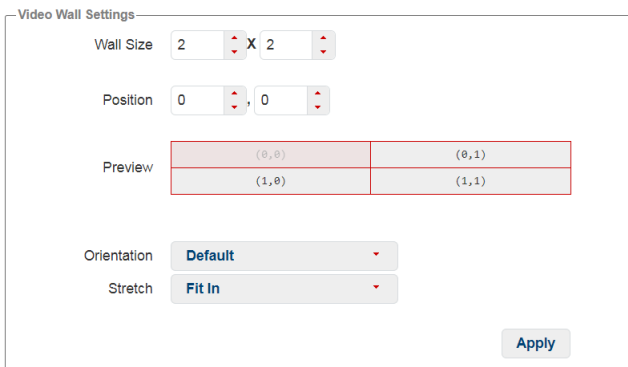 Video Wall Settings
Wall Size 2 X 2
Position 0 , 0
(0,0) (0,1)
Preview
(1,0) (1,1)
Orientation Default
Stretch Fit In
Apply